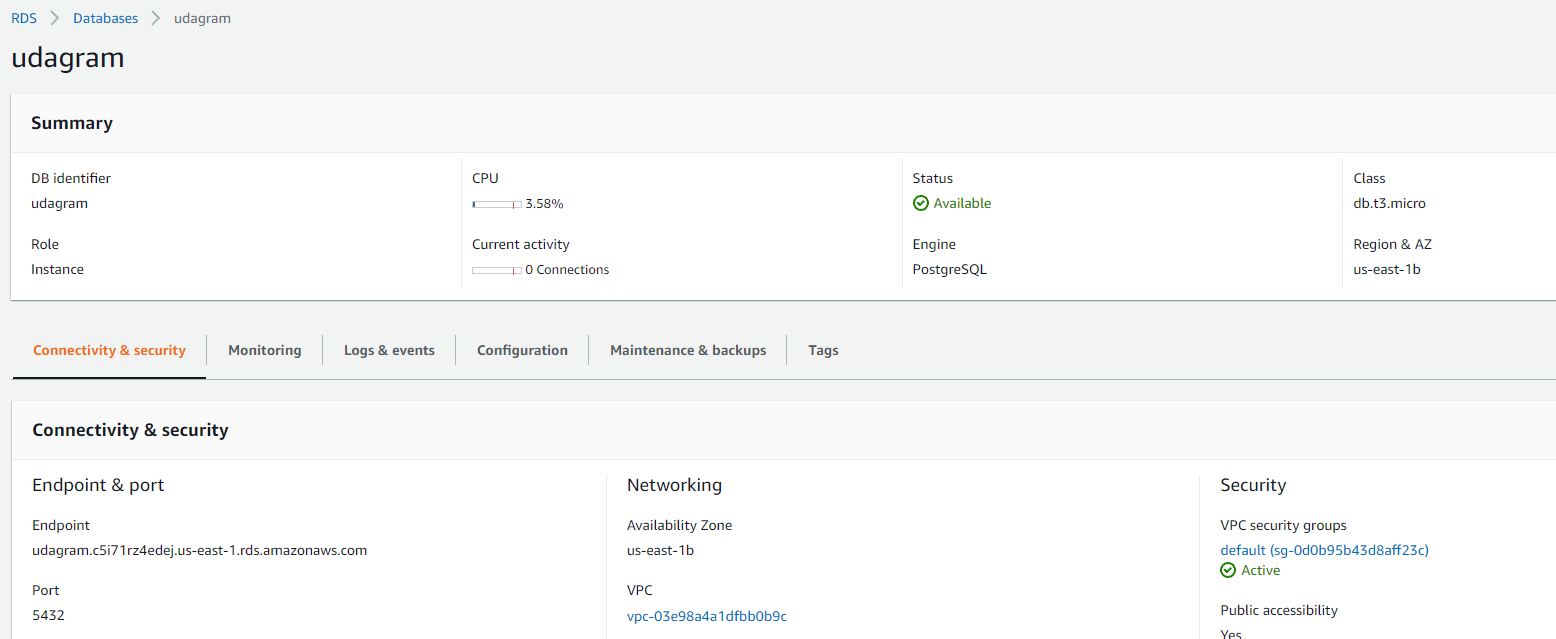 RDS > Databases > udagram
udagram
Summary
DB identifier
udagram
CPU
3.58%
Status
Available
Class
db.t3.micro
Role
Instance
Current activity
0 Connections
Engine
PostgreSQL
Region & AZ
us-east-1b
Connectivity & security
Monitoring
Logs & events
Configuration
Maintenance & backups
Tags
Connectivity & security
Endpoint & port
Endpoint
udagram.c5i71rz4edej.us-east-1.rds.amazonaws.com
Port
5432
Networking
Availability Zone
us-east-1b
VPC
vpc-03e98a4a1dfbb0b9c
Security
VPC security groups
default (sg-0d0b95b43d8aff23c)
Active
Public accessibility
Yes